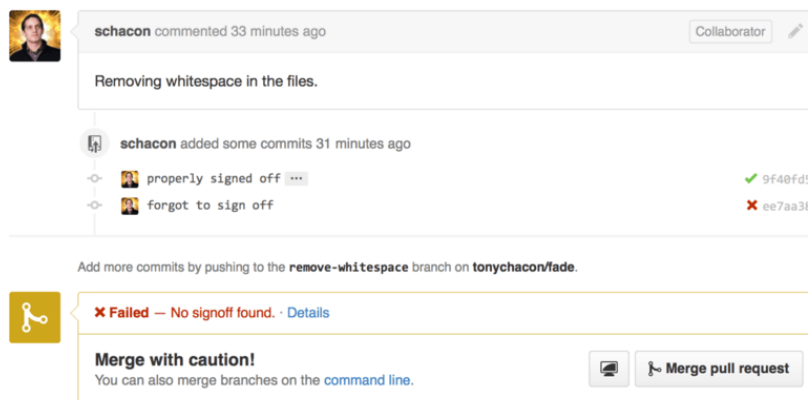 schacon commented 33 minutes ago Collaborator
Removing whitespace in the files.
schacon added some commits 31 minutes ago
properly signed off ... 9f40fd5
forgot to sign off ee7aa38
Add more commits by pushing to the remove-whitespace branch on tonychacon/fade.
Failed — No signoff found. · Details
Merge with caution!
You can also merge branches on the command line.
Merge pull request